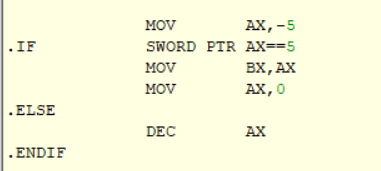 MOV AX,-5
.IF SWORD PTR AX==5
MOV BX,AX
MOV AX,0
.ELSE
DEC AX
.ENDIF